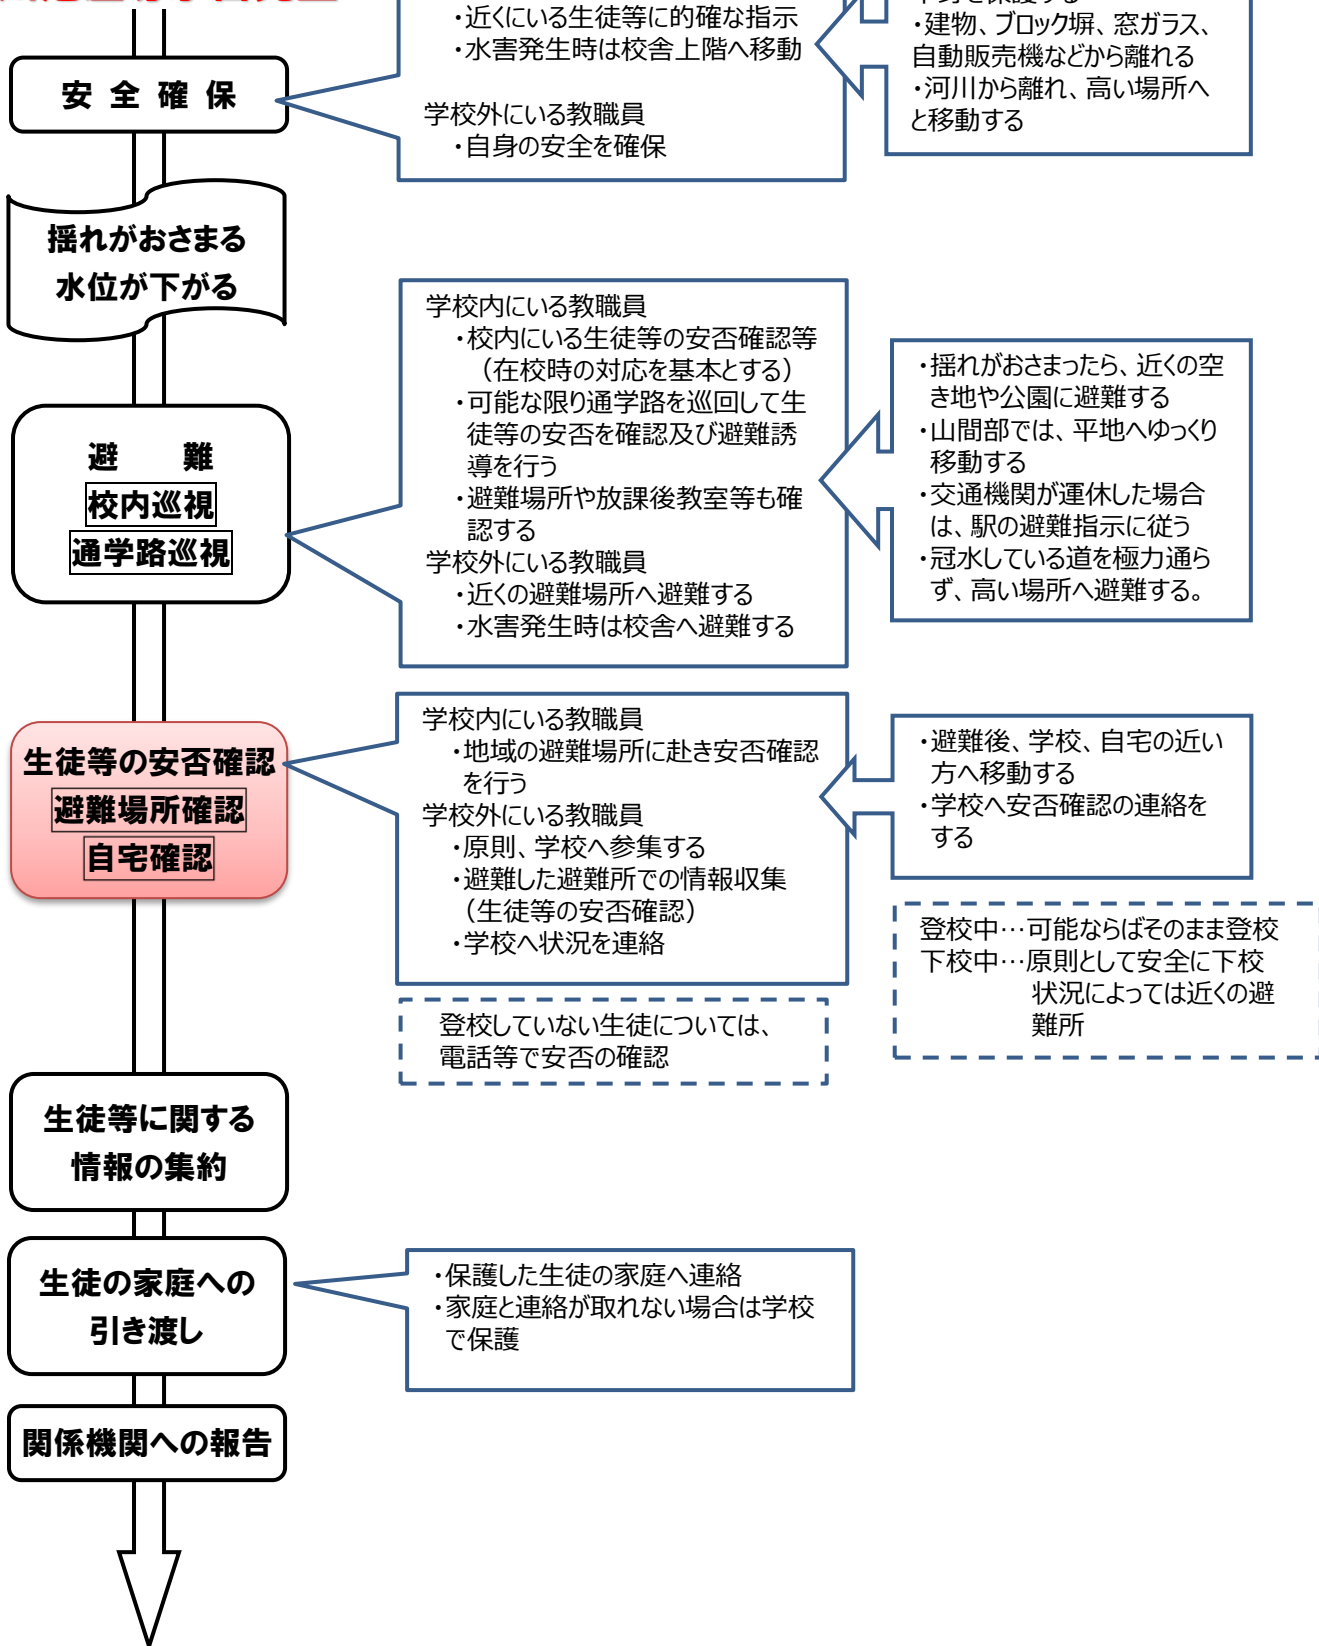 ・近くにいる生徒等に的確な指示
・水害発生時は校舎上階へ移動
学校外にいる教職員
・自身の安全を確保
・建物、ブロック塀、窓ガラス、
自動販売機などから離れる
・河川から離れ、高い場所へ
と移動する
安 全 確 保
揺れがおさまる
水位が下がる
避　　難
校内巡視
通学路巡視
学校内にいる教職員
・校内にいる生徒等の安否確認等
（在校時の対応を基本とする）
・可能な限り通学路を巡回して生
徒等の安否を確認及び避難誘
導を行う
・避難場所や放課後教室等も確
認する
学校外にいる教職員
・近くの避難場所へ避難する
・水害発生時は校舎へ避難する
・揺れがおさまったら、近くの空
き地や公園に避難する
・山間部では、平地へゆっくり
移動する
・交通機関が運休した場合
は、駅の避難指示に従う
・冠水している道を極力通ら
ず、高い場所へ避難する。
生徒等の安否確認
避難場所確認
自宅確認
学校内にいる教職員
・地域の避難場所に赴き安否確認
を行う
学校外にいる教職員
・原則、学校へ参集する
・避難した避難所での情報収集
（生徒等の安否確認）
・学校へ状況を連絡
・避難後、学校、自宅の近い
方へ移動する
・学校へ安否確認の連絡を
する
登校中…可能ならばそのまま登校
下校中…原則として安全に下校
状況によっては近くの避
難所
登校していない生徒については、
電話等で安否の確認
生徒等に関する
情報の集約
生徒の家庭への
引き渡し
・保護した生徒の家庭へ連絡
・家庭と連絡が取れない場合は学校
で保護
関係機関への報告